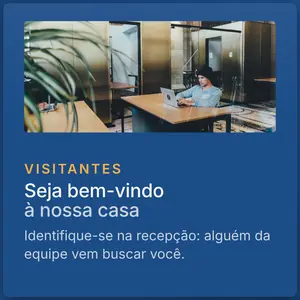 VISITANTES
Seja bem-vindo
à nossa casa
Identifique-se na recepção: alguém da
equipe vem buscar você.